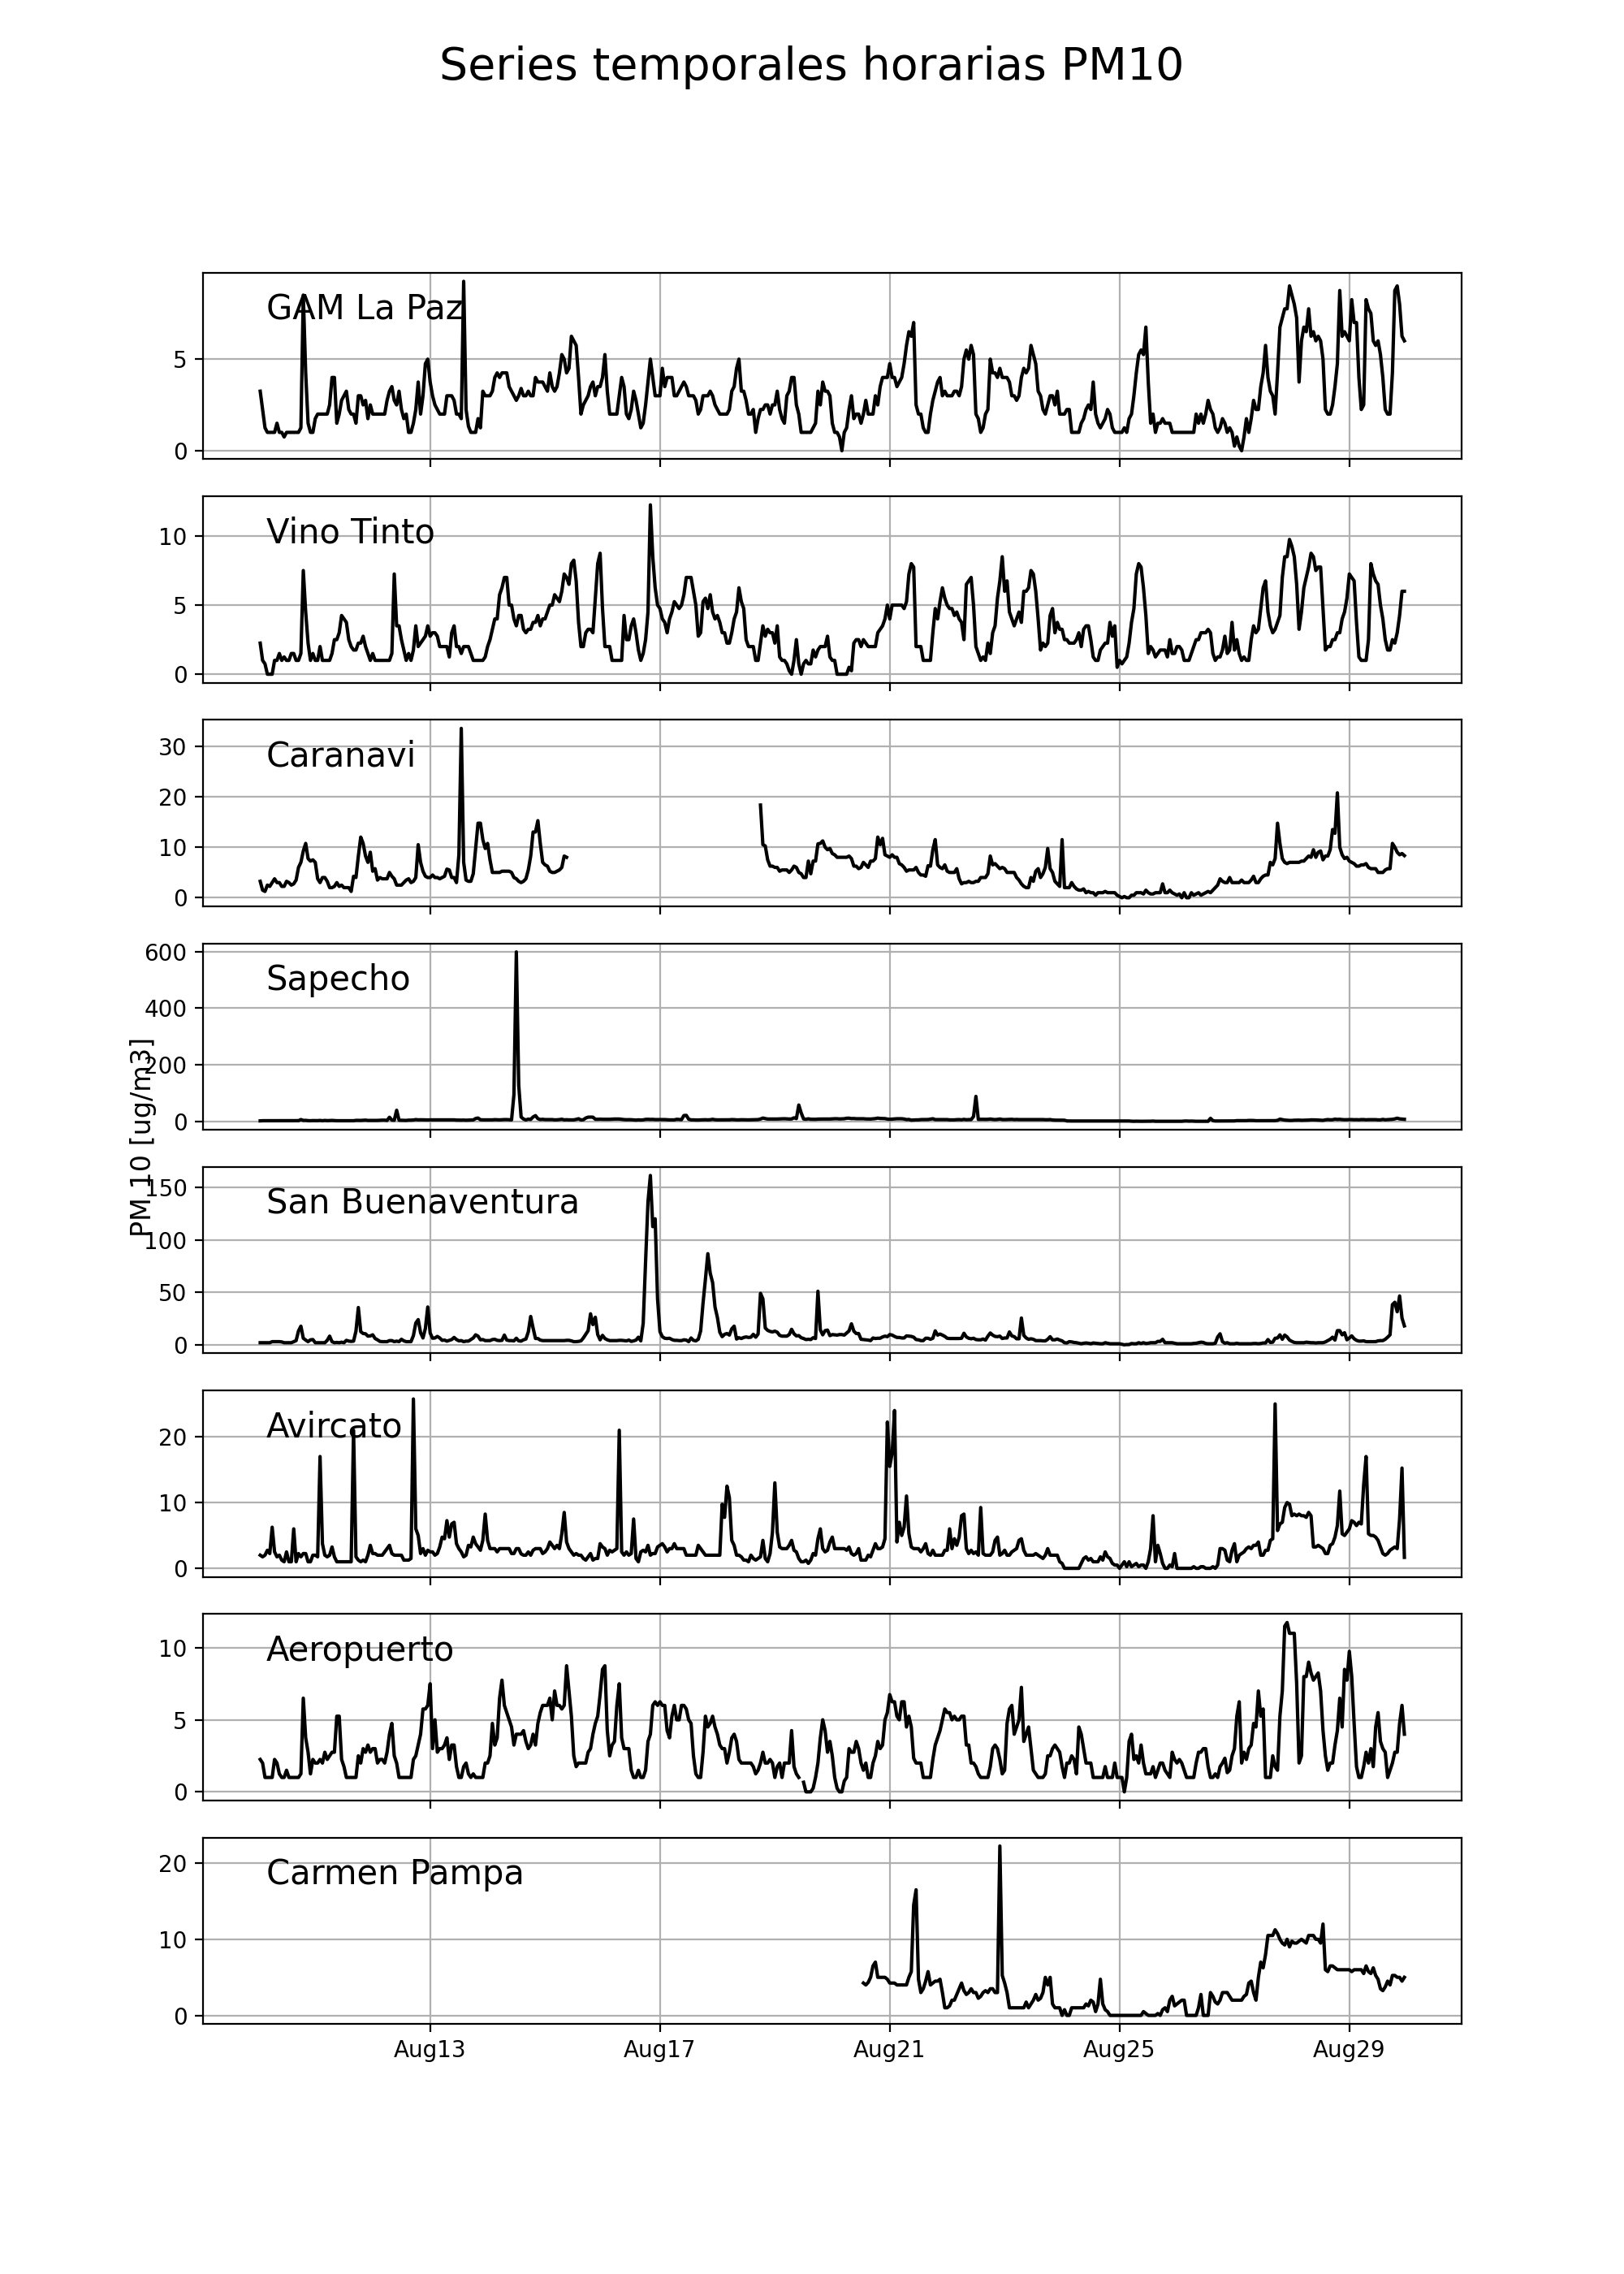 Series temporales horarias PM10
GAM La Paz
5
0
Vino Tinto
10
5
0
Caranavi
30
20
10
0
Sapecho
600
400
200
0
PM 10 [ug/m3]
San Buenaventura
150
100
50
0
Avircato
20
10
0
Aeropuerto
10
5
0
Carmen Pampa
20
10
0
Aug13 Aug17 Aug21 Aug25 Aug29